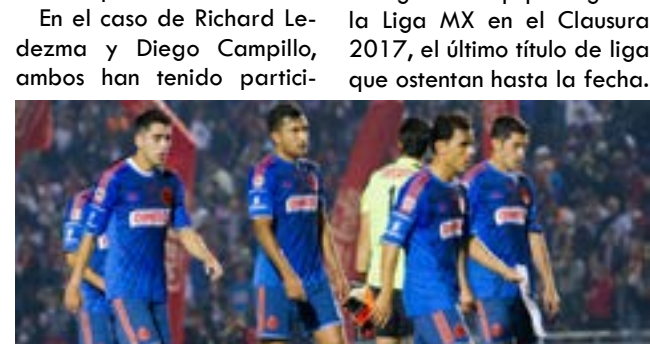 En el caso de Richard Le-
dezma y Diego Campillo,
ambos han tenido partici-
la Liga MX en el Clausura
2017, el último título de liga
que ostentan hasta la fecha.